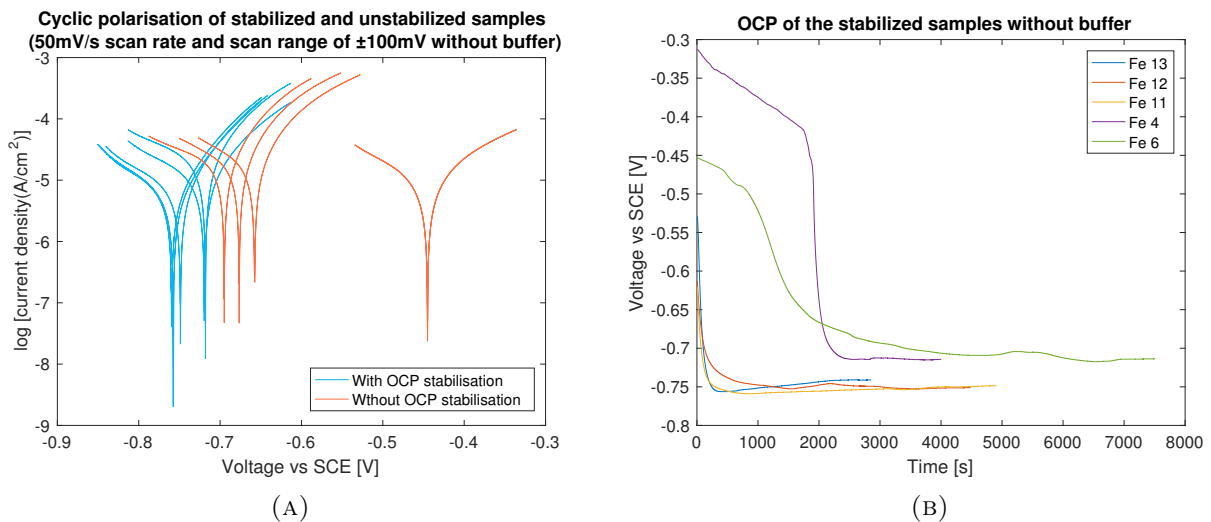 Cyclic polarisation of stabilized and unstabilized samples
(50mV/s scan rate and scan range of ±100mV without buffer)
-3
-4
-5
-6
-7
-8
-9
log [current density(A/cm²)]
With OCP stabilisation
Wthout OCP stabilisation
-0.9
-0.8
-0.7
-0.6
-0.5
-0.4
-0.3
Voltage vs SCE [V]
(A)
OCP of the stabilized samples without buffer
-0.3
-0.35
-0.4
-0.45
-0.5
-0.55
-0.6
-0.65
-0.7
-0.75
-0.8
Voltage vs SCE [V]
Fe 13
Fe 12
Fe 11
Fe 4
Fe 6
0
1000
2000
3000
4000
5000
6000
7000
8000
Time [s]
(B)